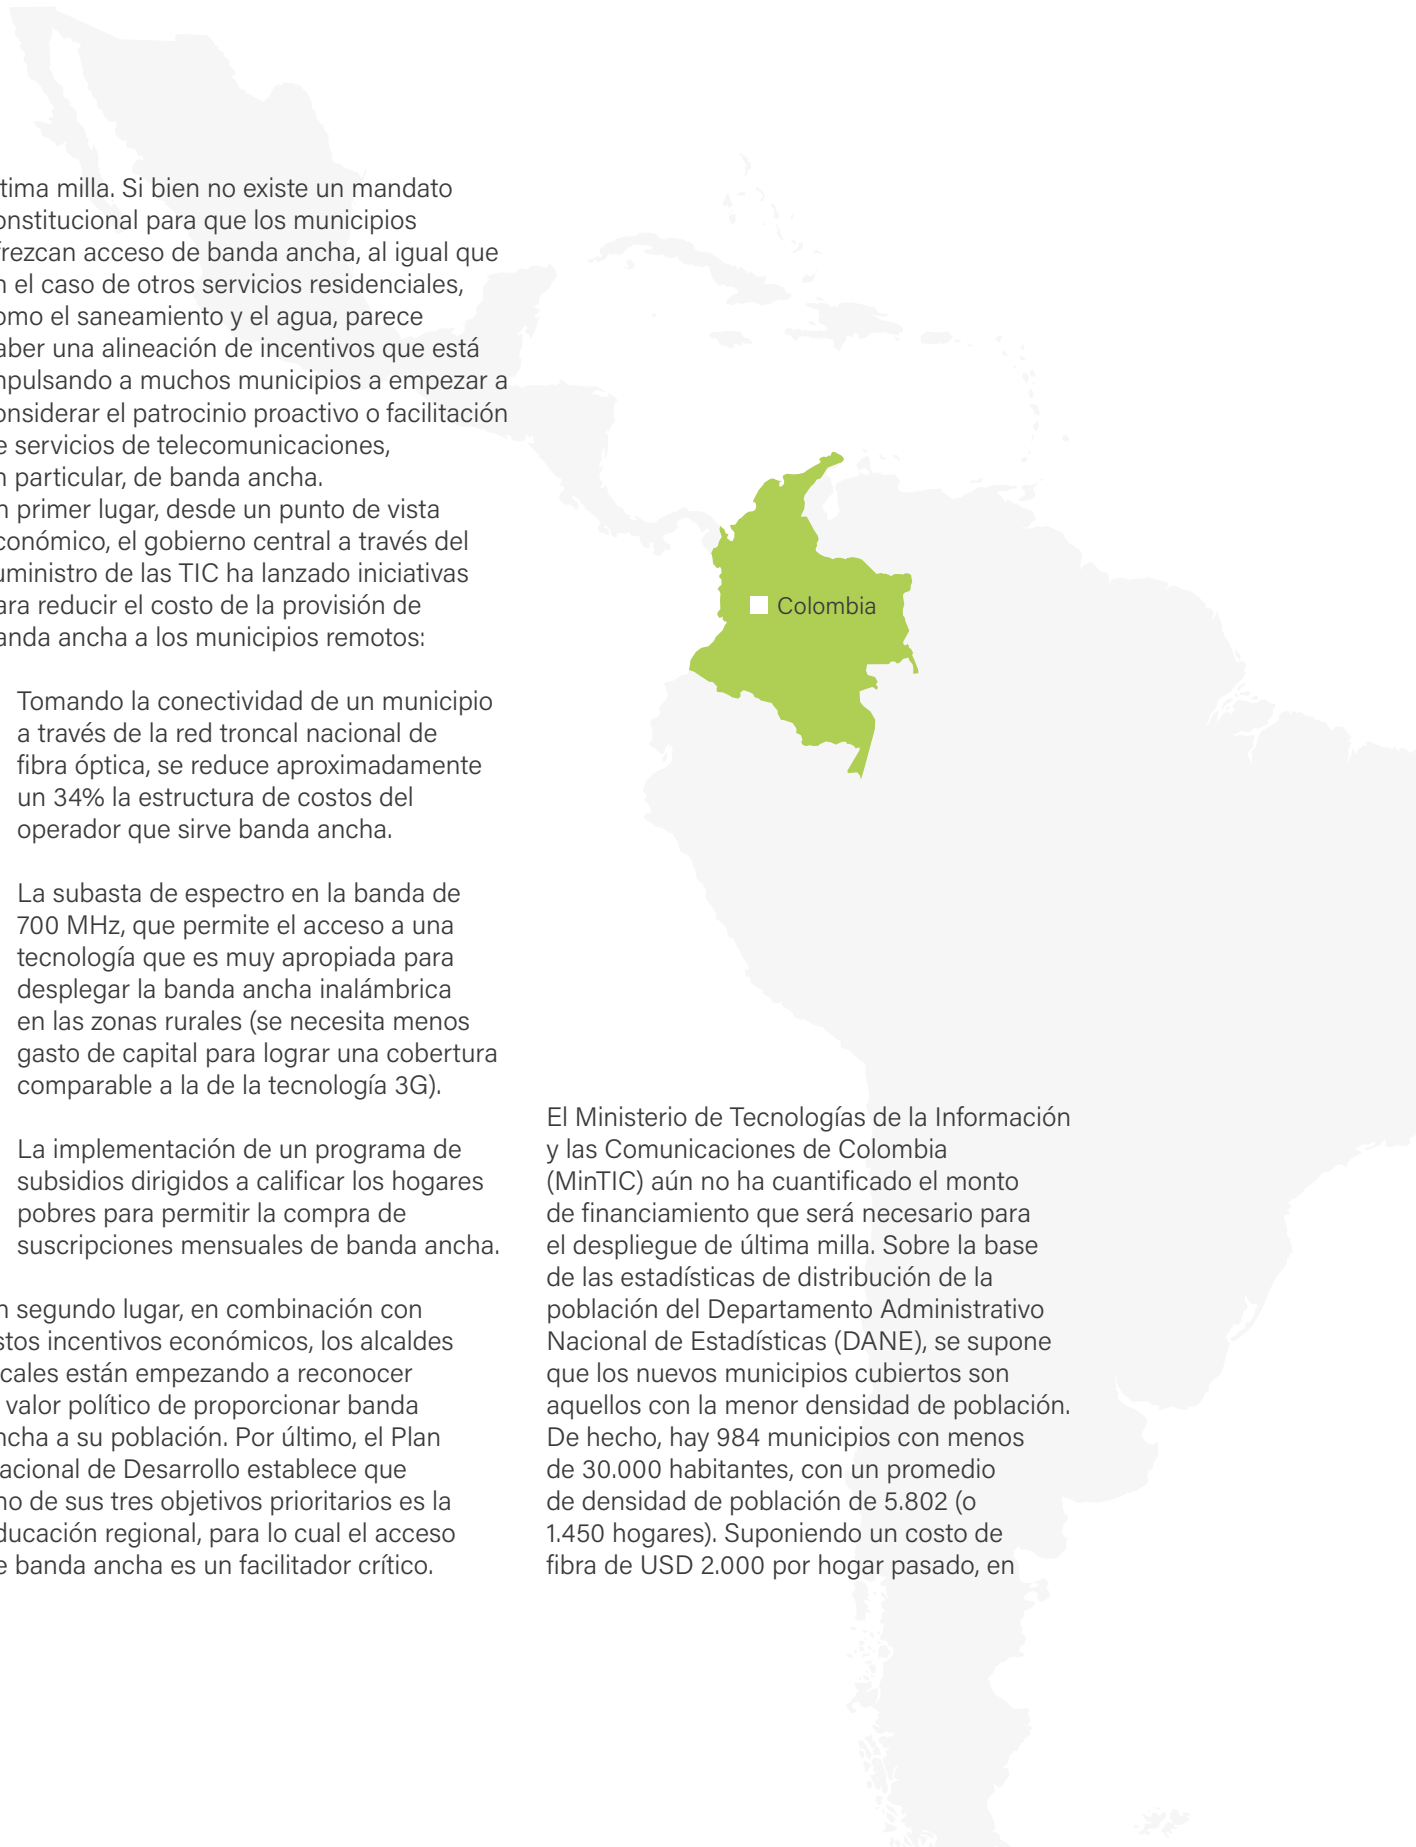 tima milla. Si bien no existe un mandato
onstitucional para que los municipios
frezcan acceso de banda ancha, al igual que
n el caso de otros servicios residenciales,
omo el saneamiento y el agua, parece
aber una alineación de incentivos que está
mpulsando a muchos municipios a empezar a
onsiderar el patrocinio proactivo o facilitación
e servicios de telecomunicaciones,
n particular, de banda ancha.
n primer lugar, desde un punto de vista
conómico, el gobierno central a través del
uministro de las TIC ha lanzado iniciativas
ara reducir el costo de la provisión de
anda ancha a los municipios remotos:
Tomando la conectividad de un municipio
a través de la red troncal nacional de
fibra óptica, se reduce aproximadamente
un 34% la estructura de costos del
operador que sirve banda ancha.
La subasta de espectro en la banda de
700 MHz, que permite el acceso a una
tecnología que es muy apropiada para
desplegar la banda ancha inalámbrica
en las zonas rurales (se necesita menos
gasto de capital para lograr una cobertura
comparable a la de la tecnología 3G).
La implementación de un programa de
subsidios dirigidos a calificar los hogares
pobres para permitir la compra de
suscripciones mensuales de banda ancha.
n segundo lugar, en combinación con
stos incentivos económicos, los alcaldes
cales están empezando a reconocer
valor político de proporcionar banda
ncha a su población. Por último, el Plan
acional de Desarrollo establece que
no de sus tres objetivos prioritarios es la
ducación regional, para lo cual el acceso
e banda ancha es un facilitador crítico.
Colombia
El Ministerio de Tecnologías de la Información
y las Comunicaciones de Colombia
(MinTIC) aún no ha cuantificado el monto
de financiamiento que será necesario para
el despliegue de última milla. Sobre la base
de las estadísticas de distribución de la
población del Departamento Administrativo
Nacional de Estadísticas (DANE), se supone
que los nuevos municipios cubiertos son
aquellos con la menor densidad de población.
De hecho, hay 984 municipios con menos
de 30.000 habitantes, con un promedio
de densidad de población de 5.802 (o
1.450 hogares). Suponiendo un costo de
fibra de USD 2.000 por hogar pasado, en